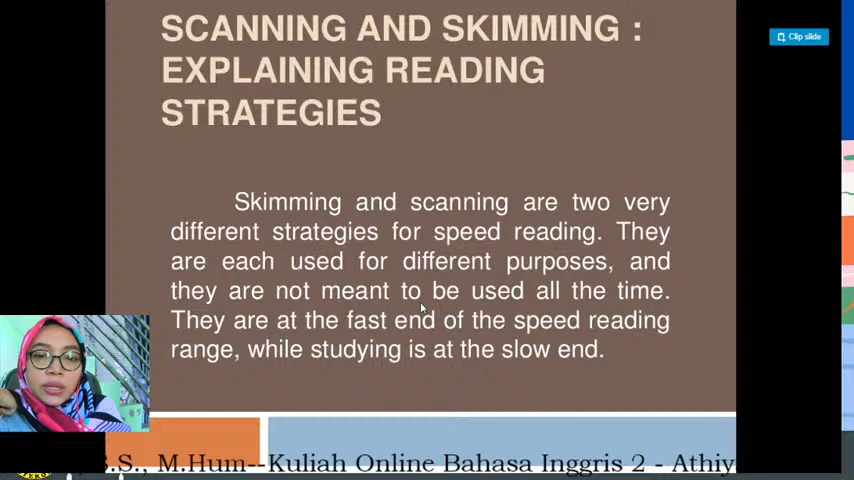 SCANNING AND SKIMMING :
EXPLAINING READING
STRATEGIES
Clip slide
Skimming and scanning are two very
different strategies for speed reading. They
are each used for different purposes, and
they are not meant to be used all the time.
They are at the fast end of the speed reading
range, while studying is at the slow end.
S.S., M.Hum--Kuliah Online Bahasa Inggris 2 - Athiy